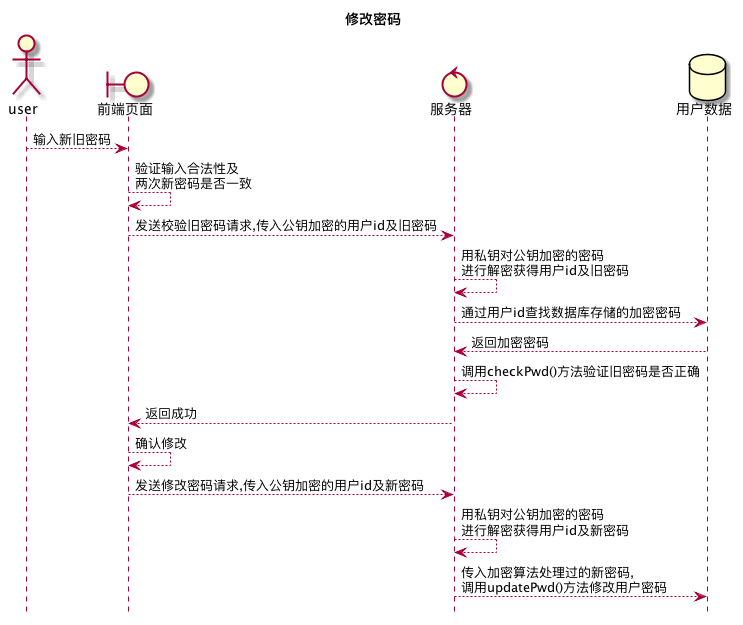 修改密码
user
前端页面
服务器
用户数据
输入新旧密码
验证输入合法性及
两次新密码是否一致
发送校验旧密码请求,传入公钥加密的用户id及旧密码
用私钥对公钥加密的密码
进行解密获得用户id及旧密码
通过用户id查找数据库存储的加密密码
返回加密密码
调用checkPwd()方法验证旧密码是否正确
返回成功
确认修改
发送修改密码请求,传入公钥加密的用户id及新密码
用私钥对公钥加密的密码
进行解密获得用户id及新密码
传入加密算法处理过的新密码,
调用updatePwd()方法修改用户密码